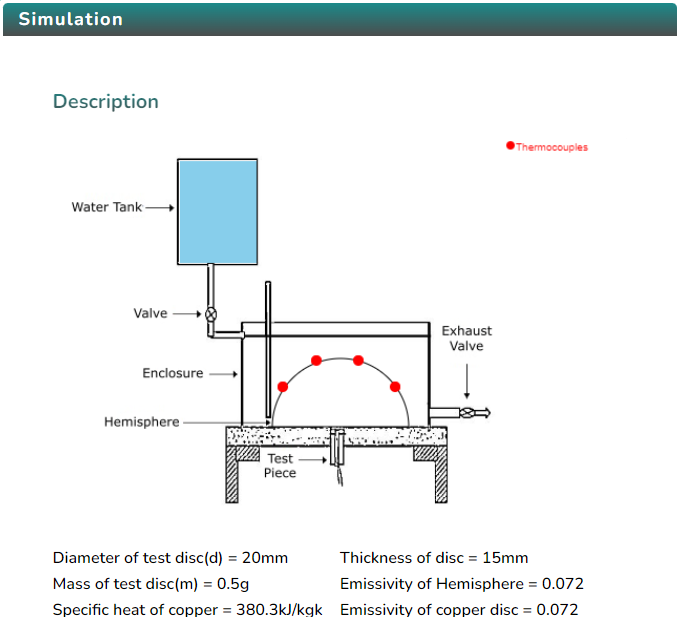 Simulation
Description
Thermocouples
Water Tank
Valve
Exhaust
Valve
Enclosure
Hemisphere
Test
Piece
Diameter of test disc(d) = 20mm
Thickness of disc = 15mm
Mass of test disc(m) = 0.5g
Emissivity of Hemisphere = 0.072
Specific heat of copper = 380.3kJ/kgk
Emissivity of copper disc = 0.072